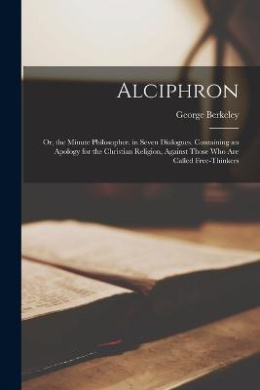 ALCIPHRON
George Berkeley
Or, the Minute Philosopher. in Seven Dialogues. Containing an
Apology for the Christian Religion, Against Those Who Are
Called Free-Thinkers